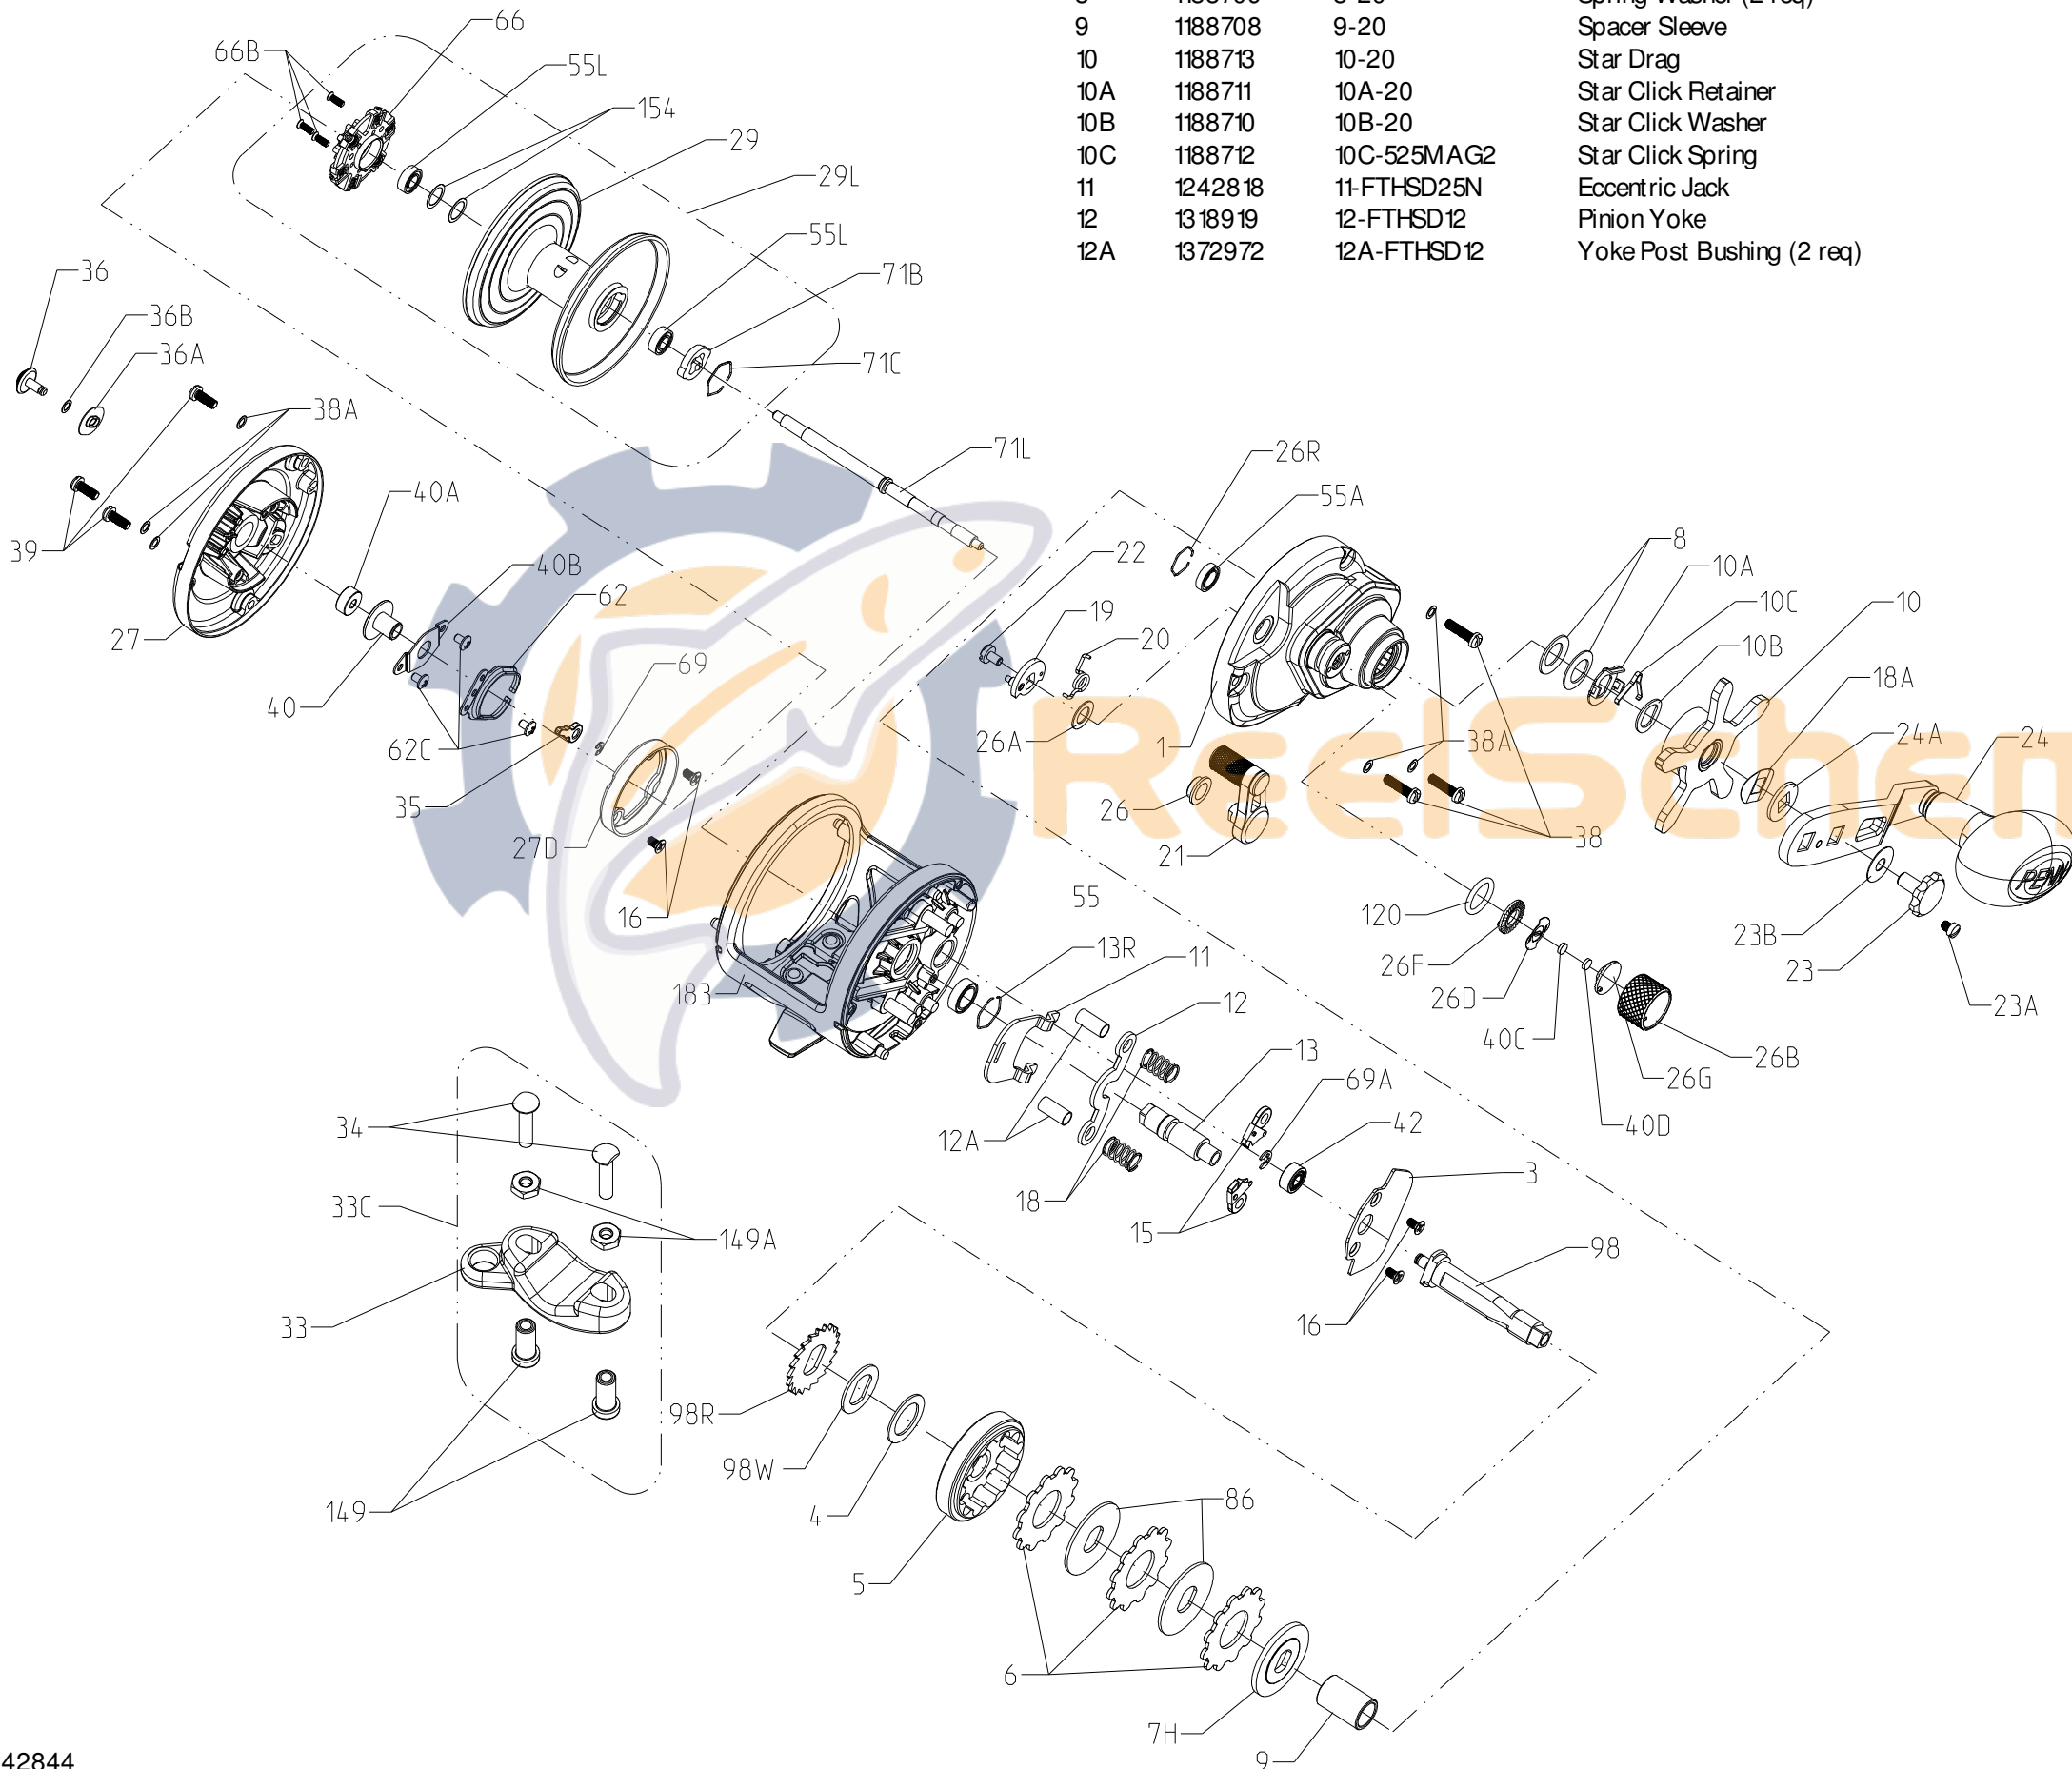 9 1188708 9-20 Spacer Sleeve
10 1188713 10-20 Star Drag
10A 1188711 10A-20 Star Click Retainer
10B 1188710 10B-20 Star Click Washer
10C 1188712 10C-525MAG2 Star Click Spring
11 1242818 11-FTHSD25N Eccentric Jack
12 1318919 12-FTHSD12 Pinion Yoke
12A 1372972 12A-FTHSD12 Yoke Post Bushing (2 req)
66
66B
55L
154
29
29L
55L
71B
71C
36
36B
36A
38A
39
27
40A
40
40B
62
62C
35
69
27D
16
71L
26R
55A
22
19
20
26A
1
26
21
38A
38
8
10A
10C
10
10B
18A
24A
24
PENN
23B
23
23A
120
26F
26D
40C
40D
26G
26B
55
183
13R
11
12
12A
18
13
69A
15
42
3
16
98
34
33C
149A
33
149
98R
98W
4
5
86
6
7H
9
ReelSchem
42844